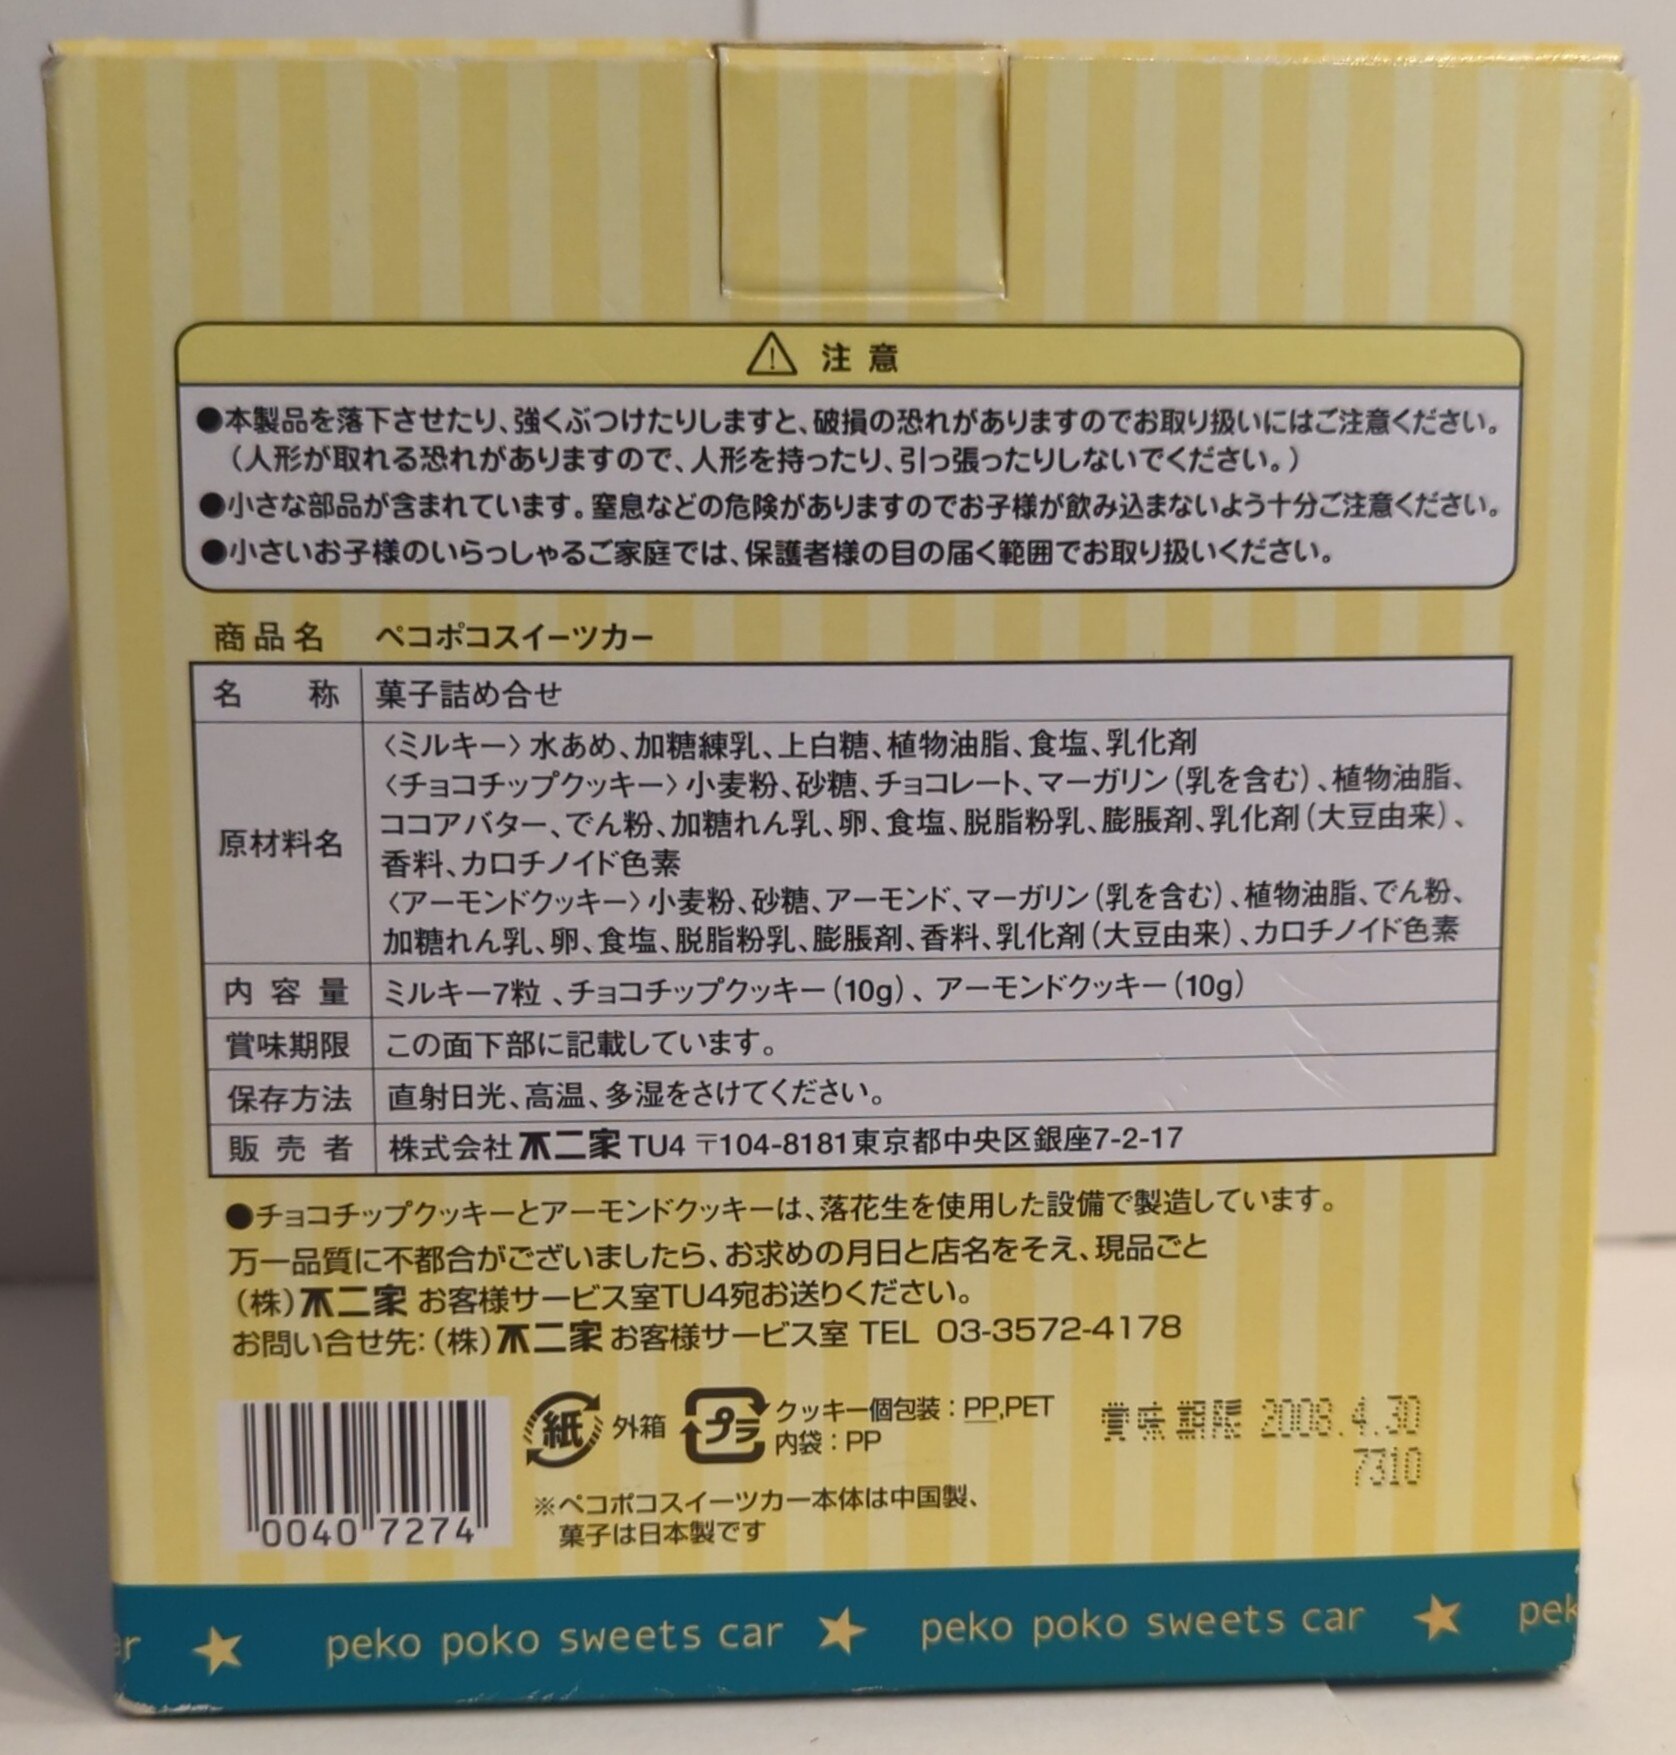 注意
●本製品を落下させたり、強くぶつけたりしますと、破損の恐れがありますのでお取り扱いにはご注意ください。
（人形が取れる恐れがありますので、人形を持ったり、引っ張ったりしないでください。）
●小さな部品が含まれています。窒息などの危険がありますのでお子様が飲み込まないよう十分ご注意ください。
●小さいお子様のいらっしゃるご家庭では、保護者様の目の届く範囲でお取り扱いください。
商品名 ペコポコスイーツカー
名称 菓子詰め合せ
原材料名
〈ミルキー〉水あめ、加糖練乳、上白糖、植物油脂、食塩、乳化剤
〈チョコチップクッキー〉小麦粉、砂糖、チョコレート、マーガリン（乳を含む）、植物油脂、
ココアバター、でん粉、加糖れん乳、卵、食塩、脱脂粉乳、膨脹剤、乳化剤（大豆由来）、
香料、カロチノイド色素
〈アーモンドクッキー〉小麦粉、砂糖、アーモンド、マーガリン（乳を含む）、植物油脂、でん粉、
加糖れん乳、卵、食塩、脱脂粉乳、膨脹剤、香料、乳化剤（大豆由来）、カロチノイド色素
内容量 ミルキー7粒、チョコチップクッキー（10g）、アーモンドクッキー（10g）
賞味期限 この面下部に記載しています。
保存方法 直射日光、高温、多湿をさけてください。
販売者 株式会社不二家 TU4 〒104-8181東京都中央区銀座7-2-17
●チョコチップクッキーとアーモンドクッキーは、落花生を使用した設備で製造しています。
万一品質に不都合がございましたら、お求めの月日と店名をそえ、現品ごと
（株）不二家 お客様サービス室TU4宛お送りください。
お問い合せ先:（株）不二家 お客様サービス室 TEL 03-3572-4178
紙 外箱 プラ クッキー個包装：PP,PET
内袋：PP
賞味期限 2008.4.30
7310
※ペコポコスイーツカー本体は中国製、
菓子は日本製です
0040 7274
er ★ peko poko sweets car ★ peko poko sweets car ★ pek